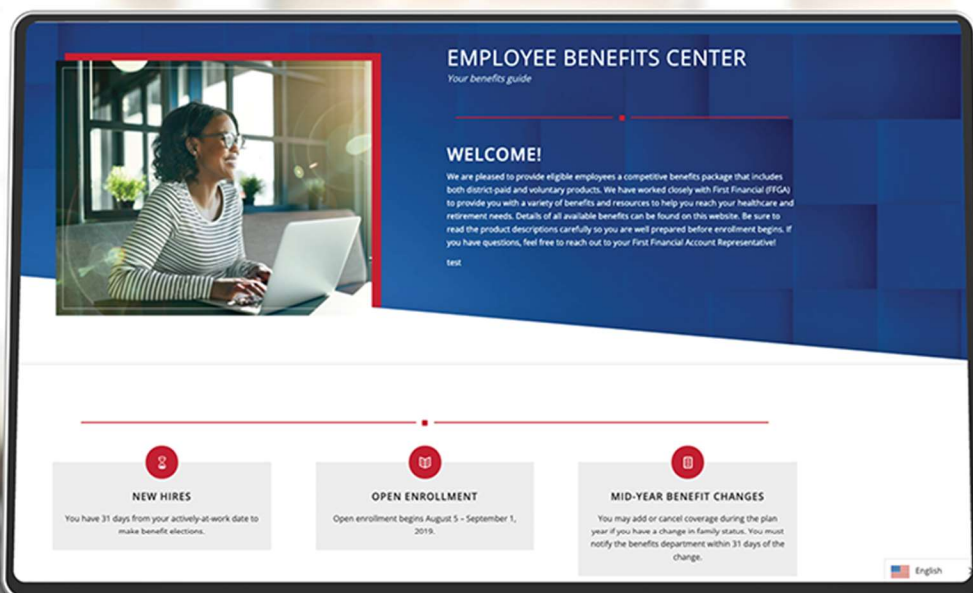 EMPLOYEE BENEFITS CENTER
Your benefits guide
WELCOME!
We are pleased to provide eligible employees a competitive benefits package that includes
both district-paid and voluntary products. We have worked closely with First Financial (FFGA)
to provide you with a variety of benefits and resources to help you reach your healthcare and
retirement needs. Details of all available benefits can be found on this website. Be sure to
read the product descriptions carefully so you are well prepared before enrollment begins. If
you have questions, feel free to reach out to your First Financial Account Representative!
test
NEW HIRES
You have 31 days from your actively-at-work date to
make benefit elections.
OPEN ENROLLMENT
Open enrollment begins August 5 – September 1,
2019.
MID-YEAR BENEFIT CHANGES
You may add or cancel coverage during the plan
year if you have a change in family status. You must
notify the benefits department within 31 days of the
change.
English